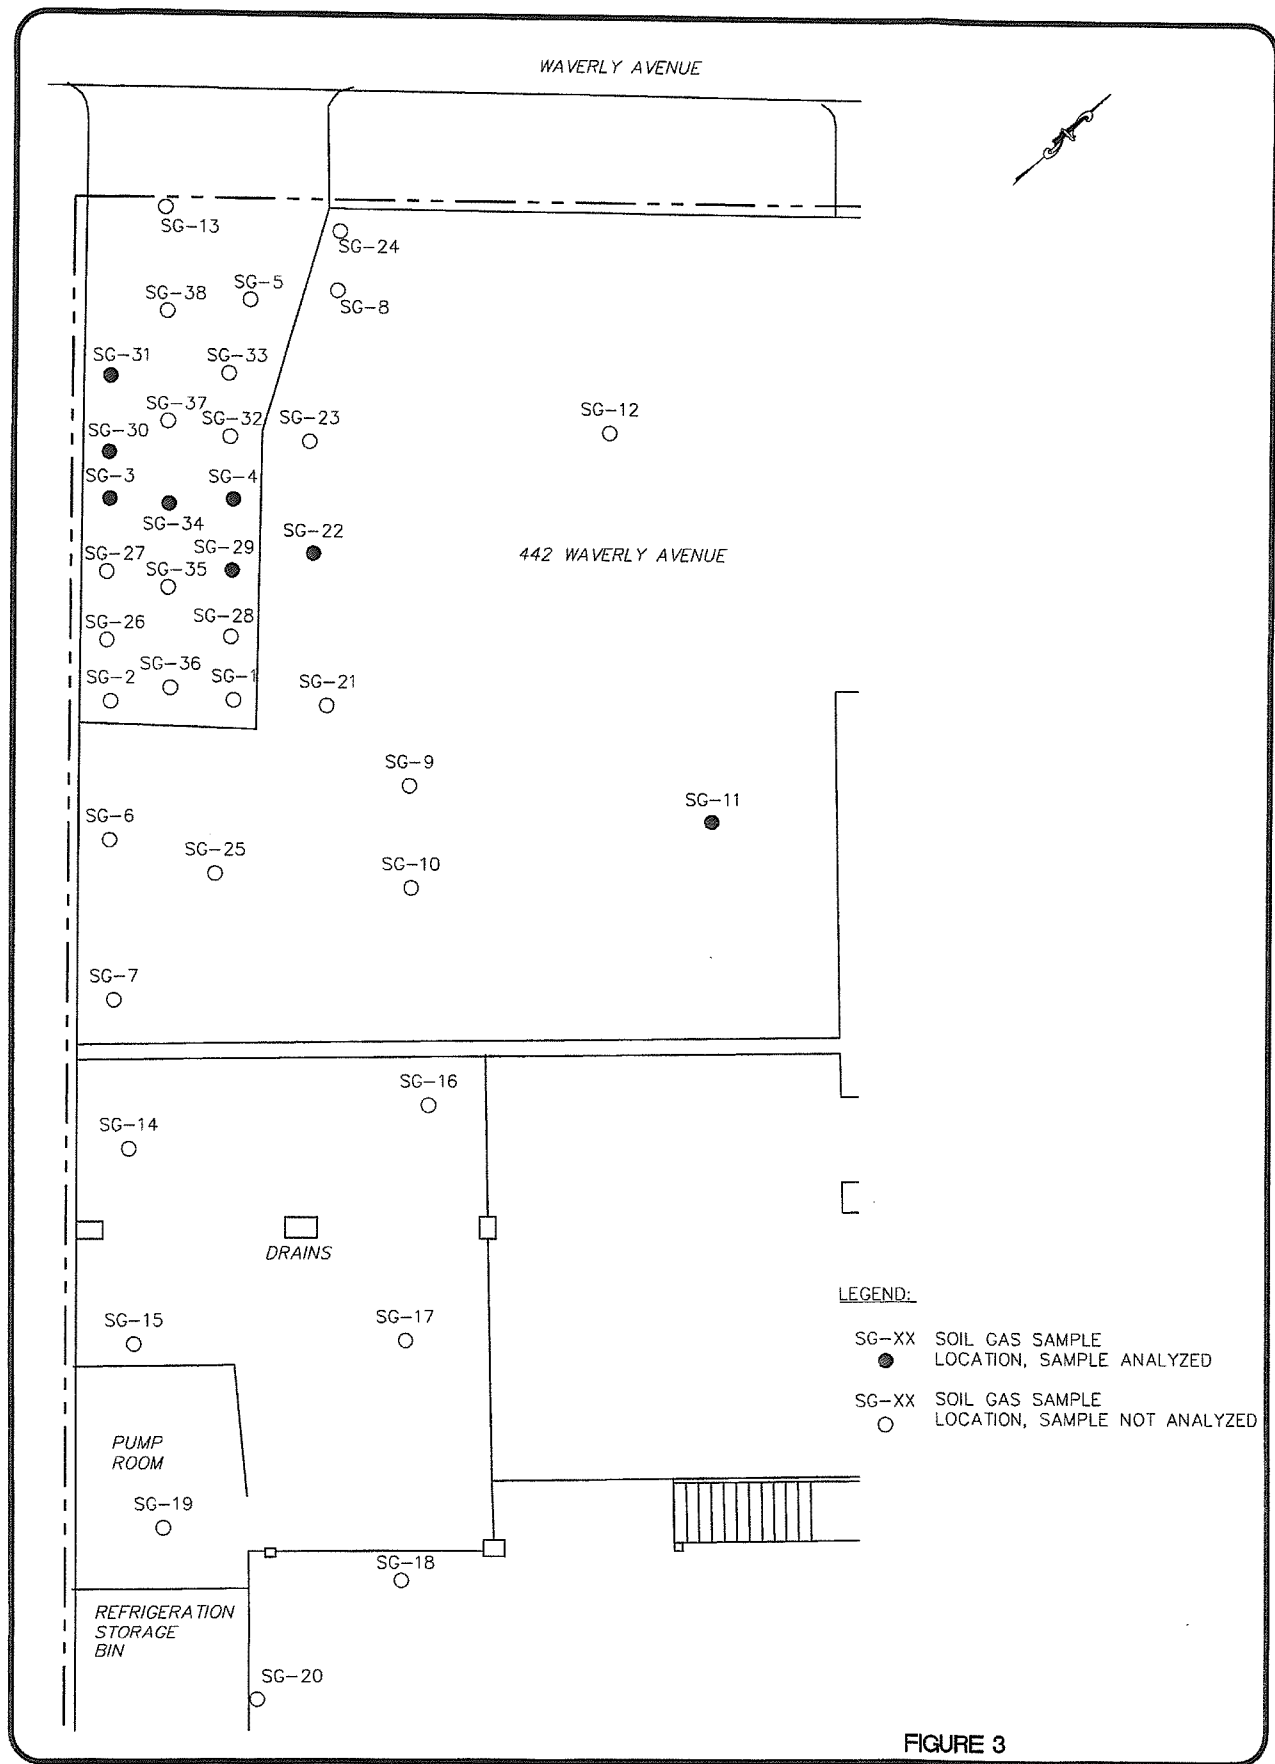 WAVERLY AVENUE
SG-13
SG-24
SG-5
SG-38
SG-8
SG-31
SG-33
SG-37
SG-32
SG-23
SG-12
SG-30
SG-3
SG-4
SG-34
SG-22
SG-27
SG-29
442 WAVERLY AVENUE
SG-35
SG-26
SG-28
SG-36
SG-2
SG-1
SG-21
SG-9
SG-11
SG-6
SG-25
SG-10
SG-7
SG-16
SG-14
DRAINS
SG-15
SG-17
LEGEND:
SG-XX SOIL GAS SAMPLE
LOCATION, SAMPLE ANALYZED
SG-XX SOIL GAS SAMPLE
LOCATION, SAMPLE NOT ANALYZED
PUMP
ROOM
SG-19
SG-18
REFRIGERATION
STORAGE
BIN
SG-20
FIGURE 3